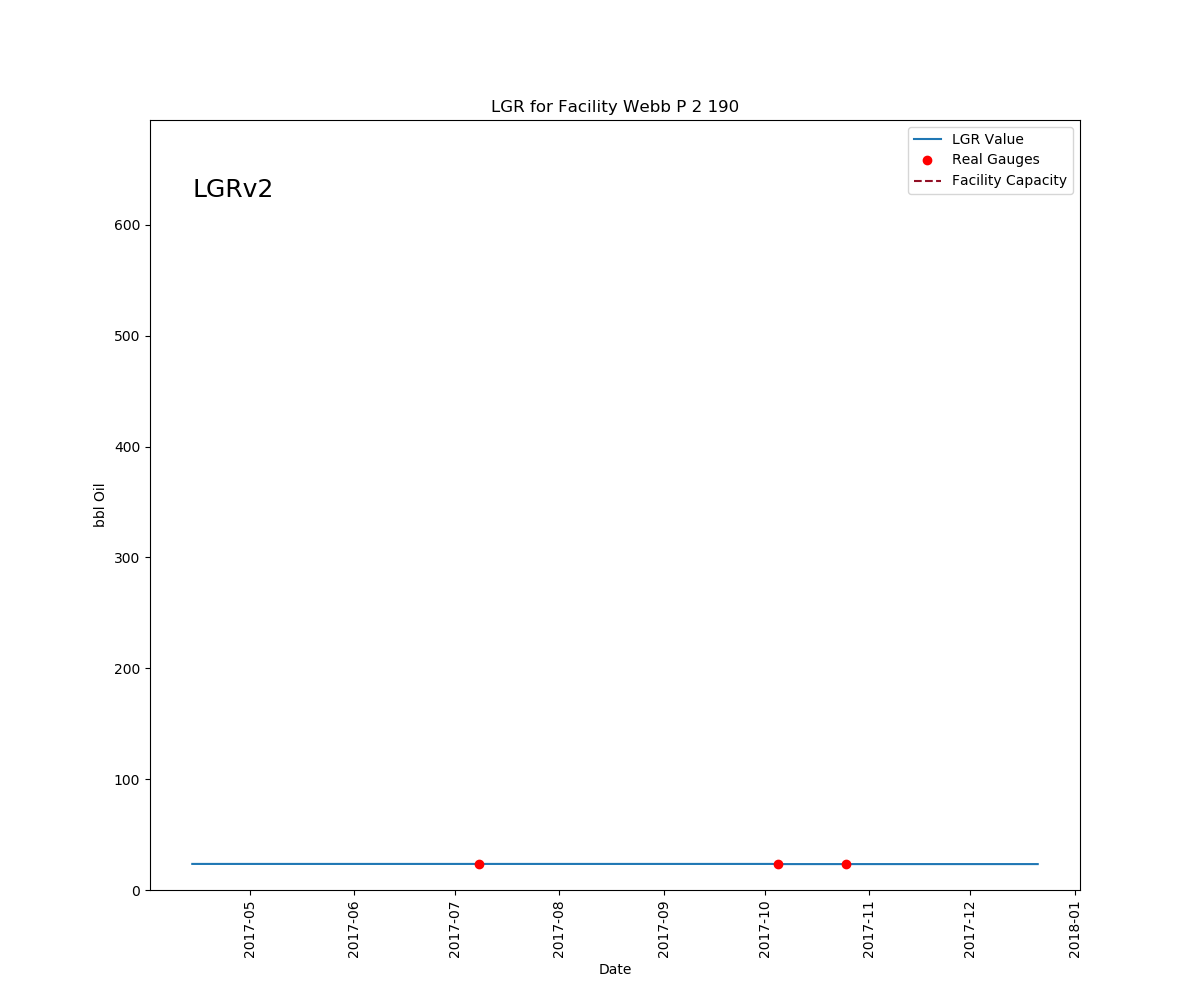 LGR for Facility Webb P 2 190
LGRv2
LGR Value
Real Gauges
Facility Capacity
600
500
400
300
200
100
0
bbl Oil
2017-05
2017-06
2017-07
2017-08
2017-09
2017-10
2017-11
2017-12
2018-01
Date